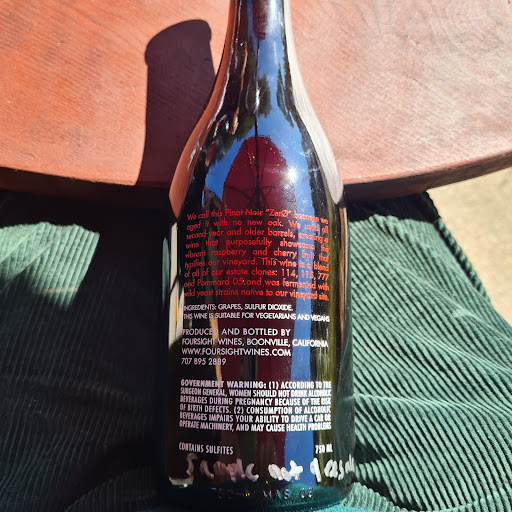 We call this Pinot Noir "Zero" because we
aged it with no new oak. We used all
second-year and older barrels, creating a
wine that purposefully showcases the
vibrant raspberry and cherry fruit that
typifies our vineyard. This wine is a blend
of all of our estate clones: 114, 115, 777
and Pommard 05,and was fermented with
wild yeast strains native to our vineyard site.
INGREDIENTS: GRAPES, SULFUR DIOXIDE,
THIS WINE IS SUITABLE FOR VEGETARIANS AND VEGANS
PRODUCED AND BOTTLED BY
FOURSIGHT WINES, BOONVILLE, CALIFORNIA
WWW.FOURSIGHTWINES.COM
707 895 2889
GOVERNMENT WARNING: (1) ACCORDING TO THE
SURGEON GENERAL, WOMEN SHOULD NOT DRINK ALCOHOLIC
BEVERAGES DURING PREGNANCY BECAUSE OF THE RISK
OF BIRTH DEFECTS. (2) CONSUMPTION OF ALCOHOLIC
BEVERAGES IMPAIRS YOUR ABILITY TO DRIVE A CAR OR
OPERATE MACHINERY, AND MAY CAUSE HEALTH PROBLEMS
CONTAINS SULFITES 750 ML